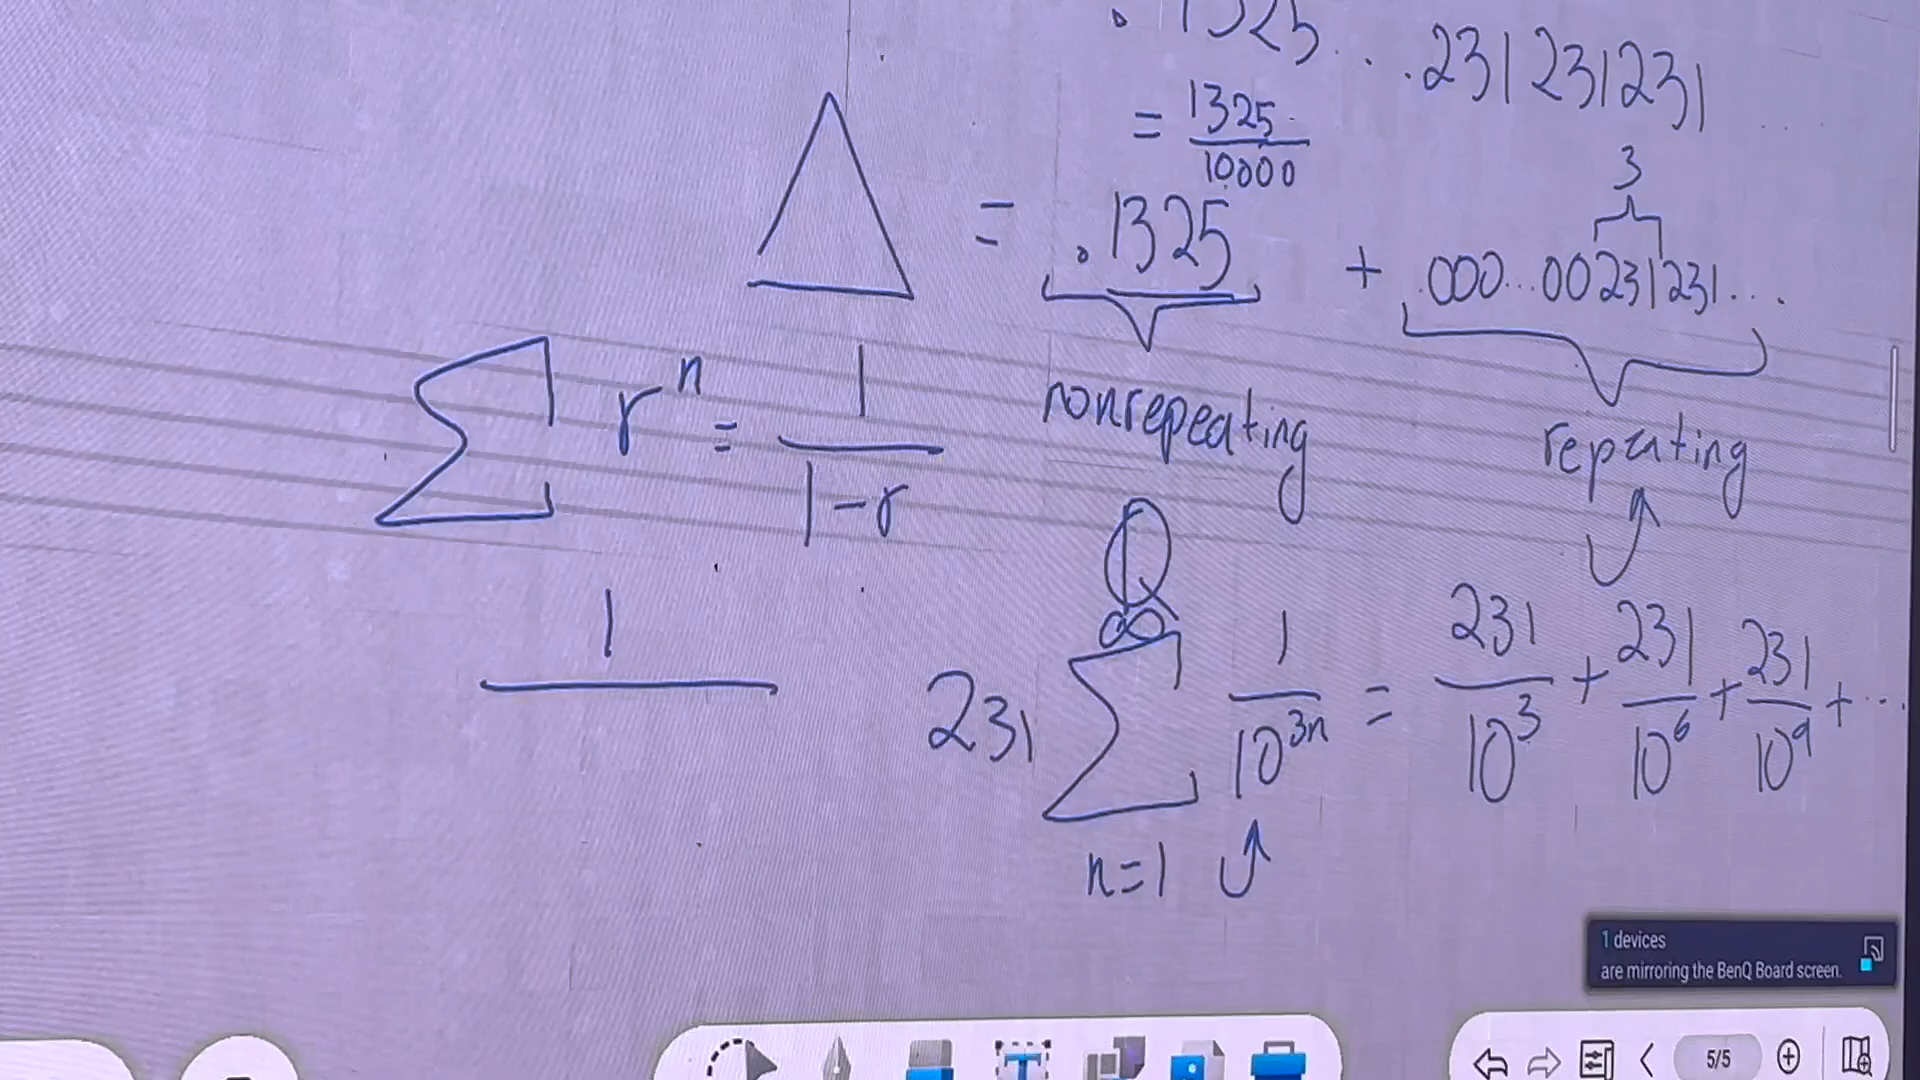 .1325... .231231231...
= 1325/10000
3
△ = .1325 + .000...00231231...
∑ r^n = 1/(1-r)
nonrepeating
repeating
Q
1
231 ∑_{n=1}^{∞} 1/10^{3n} = 231/10^3 + 231/10^6 + 231/10^9 + ...
1 devices
are mirroring the BenQ Board screen.
5/5